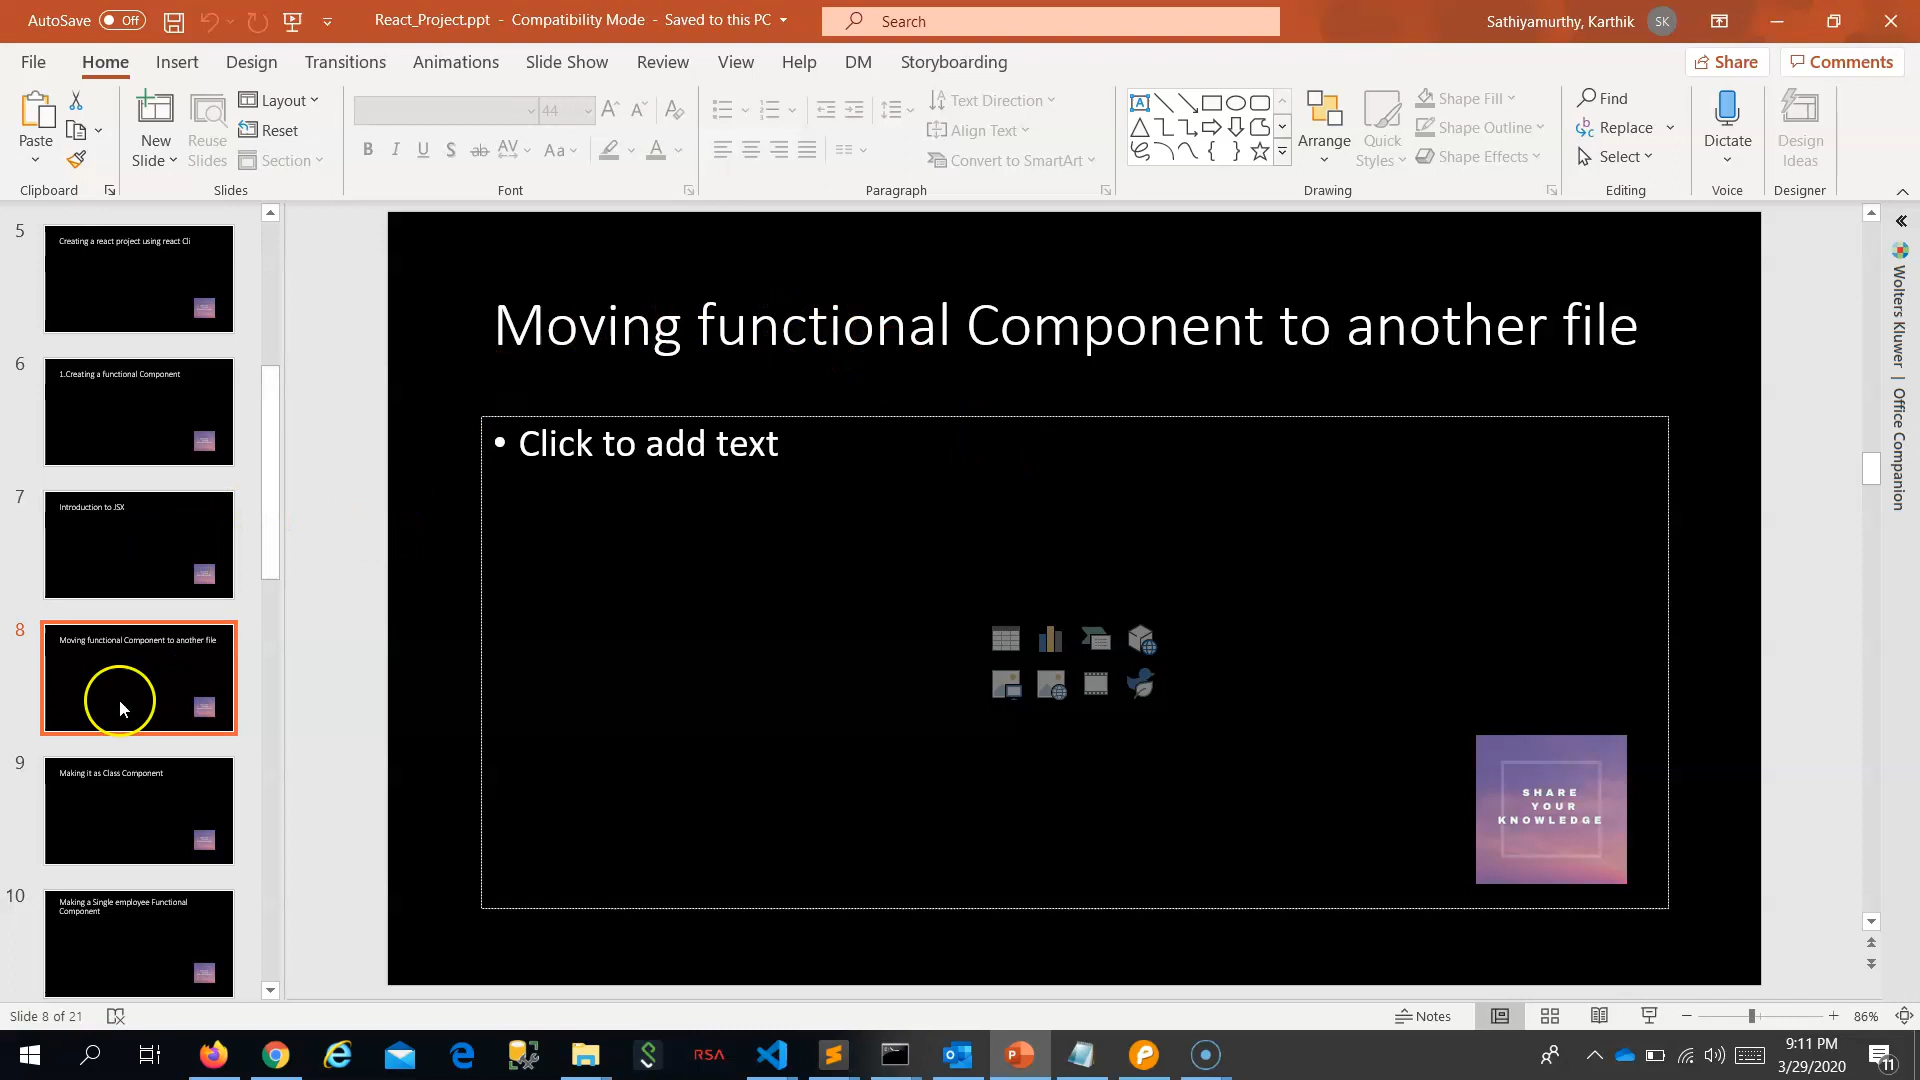 AutoSave Off React_Project.ppt - Compatibility Mode - Saved to this PC Search Sathiyamurthy, Karthik SK
File Home Insert Design Transitions Animations Slide Show Review View Help DM Storyboarding Share Comments
Paste
New
Slide
Reuse
Slides
Layout
Reset
Section
44
B I U S ab AV Aa A
Text Direction
Align Text
Convert to SmartArt
Arrange
Quick
Styles
Shape Fill
Shape Outline
Shape Effects
Find
Replace
Select
Dictate
Design
Ideas
Clipboard Slides Font Paragraph Drawing Editing Voice Designer
5
Creating a react project using react Cli
6
1.Creating a functional Component
7
Introduction to JSX
8
Moving functional Component to another file
9
Making it as Class Component
10
Making a Single employee Functional
Component
Moving functional Component to another file
• Click to add text
SHARE
YOUR
KNOWLEDGE
Wolters Kluwer | Office Companion
Slide 8 of 21 Notes 86%
RSA
9:11 PM
3/29/2020
11